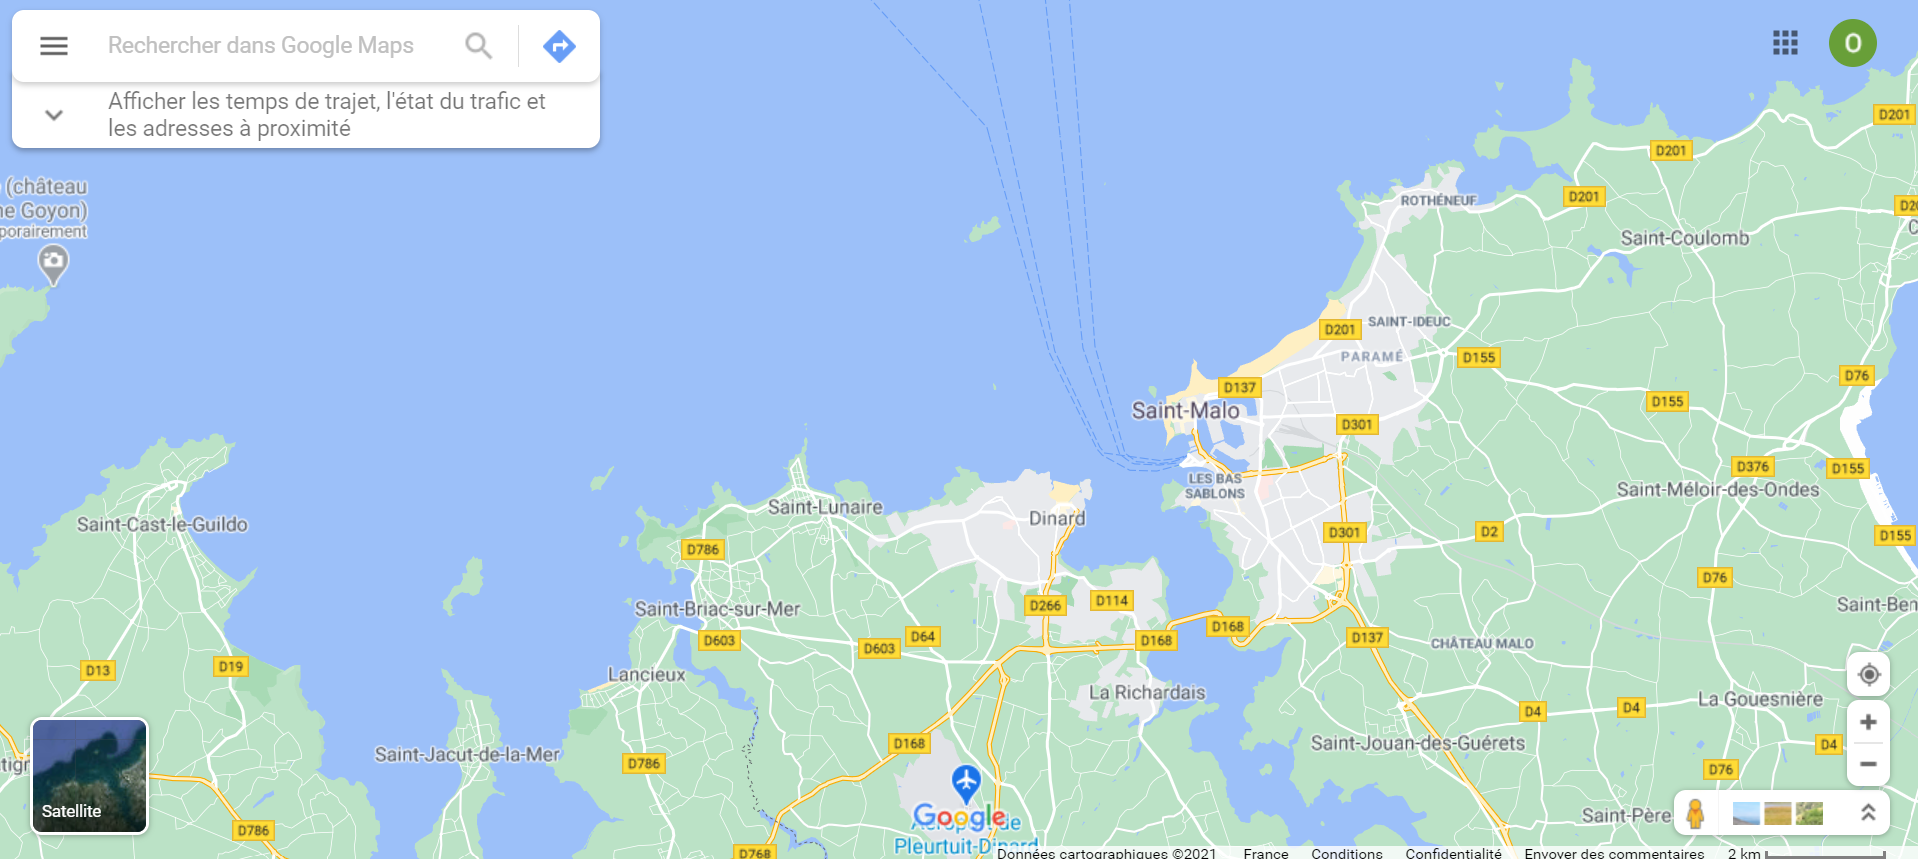 Rechercher dans Google Maps
O
Afficher les temps de trajet, l'état du trafic et
les adresses à proximité
D201
D201
(château
ne Goyon)
porairement
D201
ROTHÉNEUF
D20
Saint-Coulomb
C
D201
SAINT-IDEUC
PARAMÉ
D155
D76
D137
D155
Saint-Malo
D301
D376
D155
LES BAS
SABLONS
Saint-Méloir-des-Ondes
Saint-Lunaire
Dinard
Saint-Cast-le-Guildo
D301
D2
D155
D786
D76
Saint-Briac-sur-Mer
D266
D114
Saint-Ben
D603
D603
D64
D168
D168
D137
CHÂTEAU MALO
D13
D19
Lancieux
La Richardais
La Gouesnière
D4
D4
Saint-Jacut-de-la-Mer
D168
Saint-Jouan-des-Guérets
D4
D786
D76
tign
Satellite
Google
Saint-Père
Aéroport de
Pleurtuit-Dinard
D786
D768
Données cartographiques ©2021 France Conditions Confidentialité Envoyer des commentaires 2 km